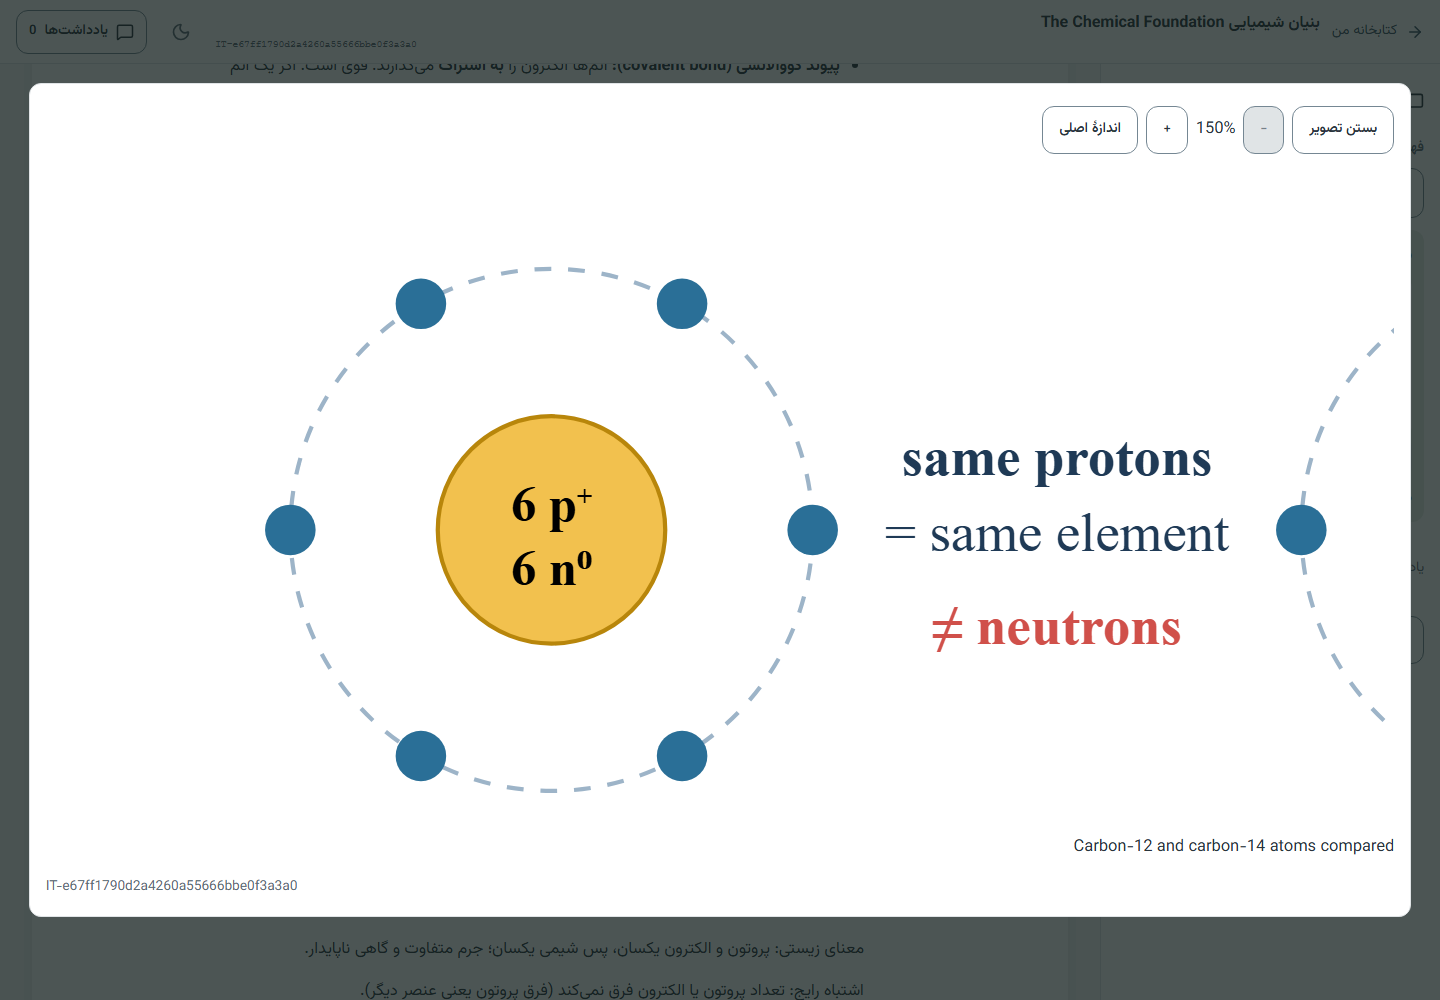 کتابخانه من
بنیان شیمیایی The Chemical Foundation
IT-e67ff1790d2a4260a55666bbe0f3a3a0
یادداشت‌ها 0
پیوند کووالانسی (covalent bond): اتم‌ها الکترون را به اشتراک می‌گذارند. قوی است. اگر یک اتم
بستن تصویر
-
150%
+
اندازهٔ اصلی
6 p⁺
6 n⁰
same protons
= same element
≠ neutrons
Carbon-12 and carbon-14 atoms compared
IT-e67ff1790d2a4260a55666bbe0f3a3a0
معنای زیستی: پروتون و الکترون یکسان، پس شیمی یکسان؛ جرم متفاوت و گاهی ناپایدار.
اشتباه رایج: تعداد پروتون یا الکترون فرق نمی‌کند (فرق پروتون یعنی عنصر دیگر).